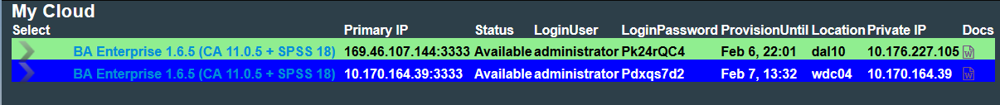 My Cloud
Select Primary IP Status LoginUser LoginPassword ProvisionUntil Location Private IP Docs
BA Enterprise 1.6.5 (CA 11.0.5 + SPSS 18) 169.46.107.144:3333 Available administrator Pk24rQC4 Feb 6, 22:01 dal10 10.176.227.105
BA Enterprise 1.6.5 (CA 11.0.5 + SPSS 18) 10.170.164.39:3333 Available administrator Pdxqs7d2 Feb 7, 13:32 wdc04 10.170.164.39